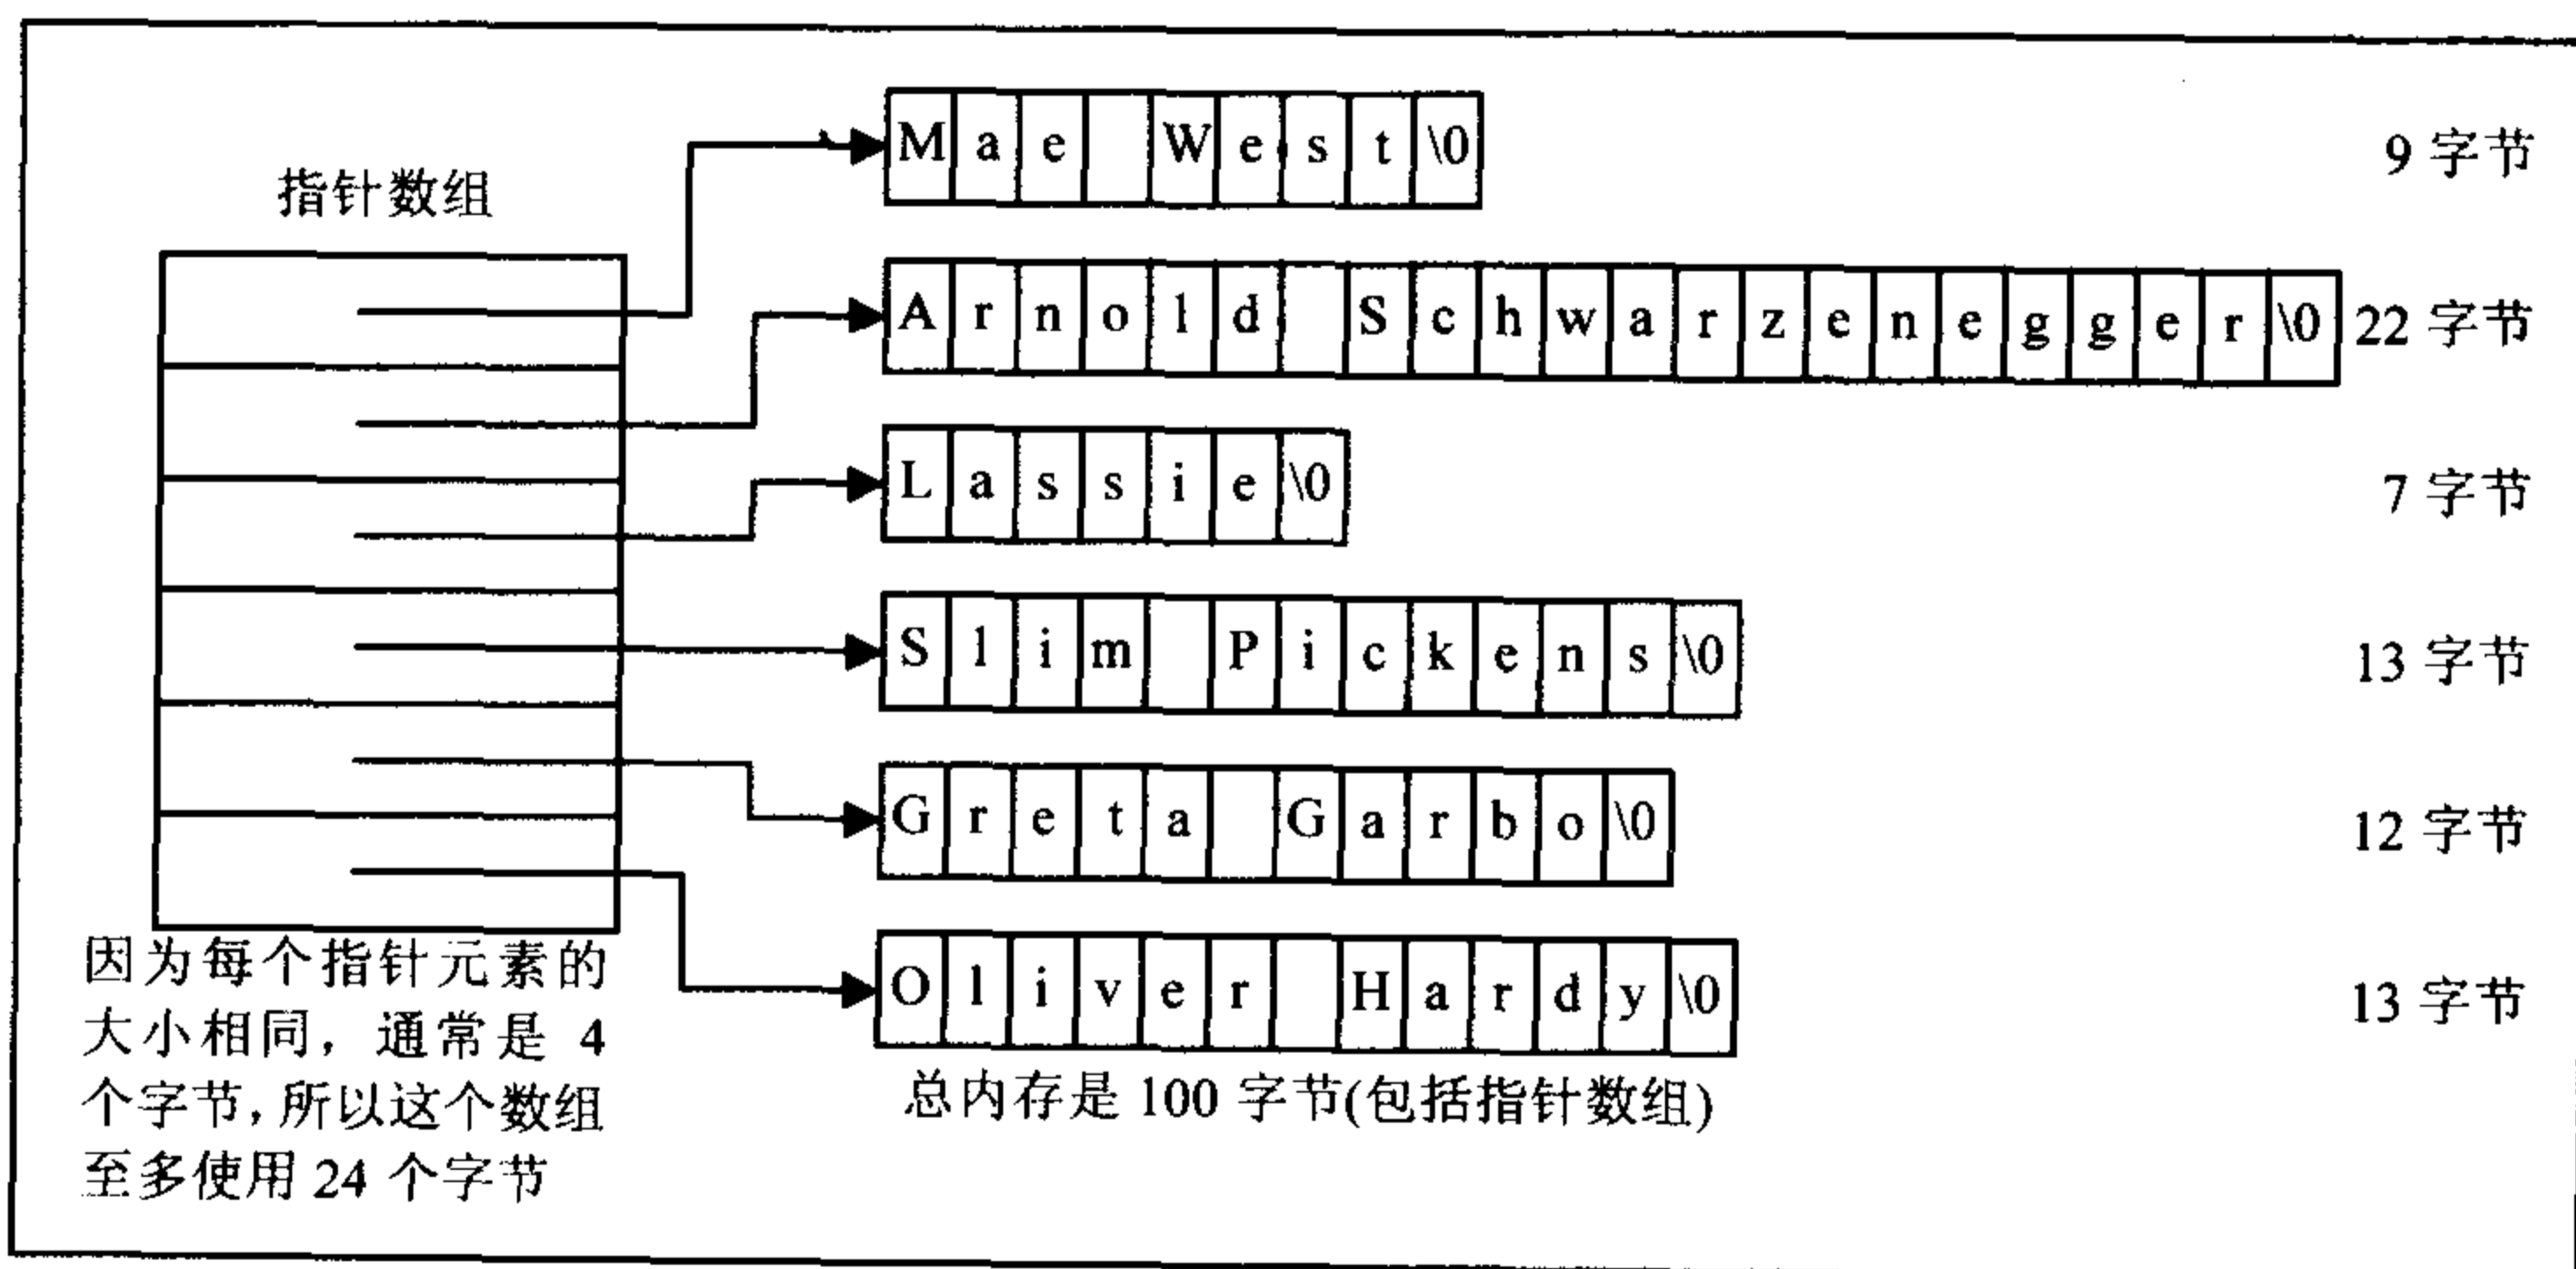 指针数组
M a e W e s t \0 9 字节
A r n o l d S c h w a r z e n e g g e r \0 22 字节
L a s s i e \0 7 字节
S l i m P i c k e n s \0 13 字节
G r e t a G a r b o \0 12 字节
O l i v e r H a r d y \0 13 字节
因为每个指针元素的
大小相同，通常是 4
个字节，所以这个数组
至多使用 24 个字节
总内存是 100 字节(包括指针数组)